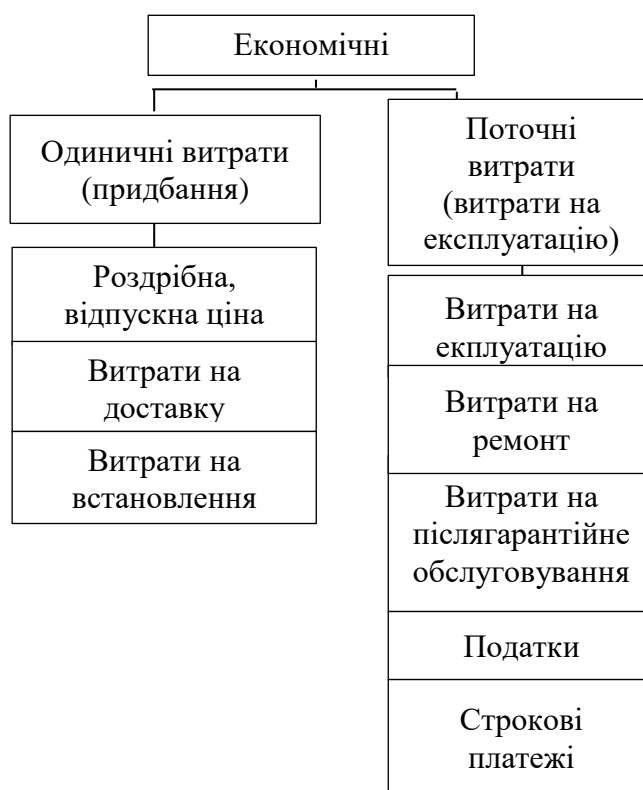 Економічні
Одиничні витрати
(придбання)
Роздрібна,
відпускна ціна
Витрати на
доставку
Витрати на
встановлення
Поточні
витрати
(витрати на
експлуатацію)
Витрати на
екплуатацію
Витрати на
ремонт
Витрати на
післягарантійне
обслуговування
Податки
Строкові
платежі